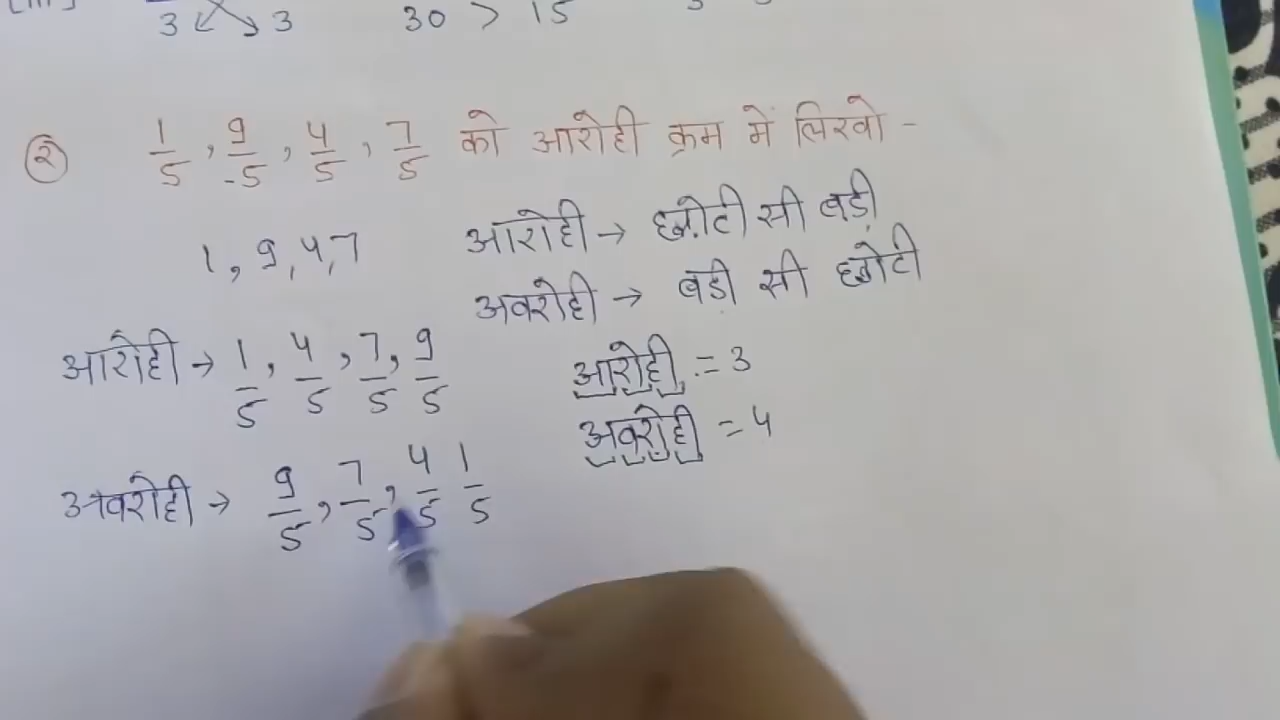 3 3 30 > 15
२ 1/5, 9/5, 4/5, 7/5 को आरोही क्रम में लिखो -
1, 9, 4, 7
आरोही → छोटी सी बड़ी
अवरोही → बड़ी सी छोटी
आरोही → 1/5, 4/5, 7/5, 9/5
आरोही := 3
अवरोही = 4
अवरोही → 9/5, 7/5, 4/5 1/5